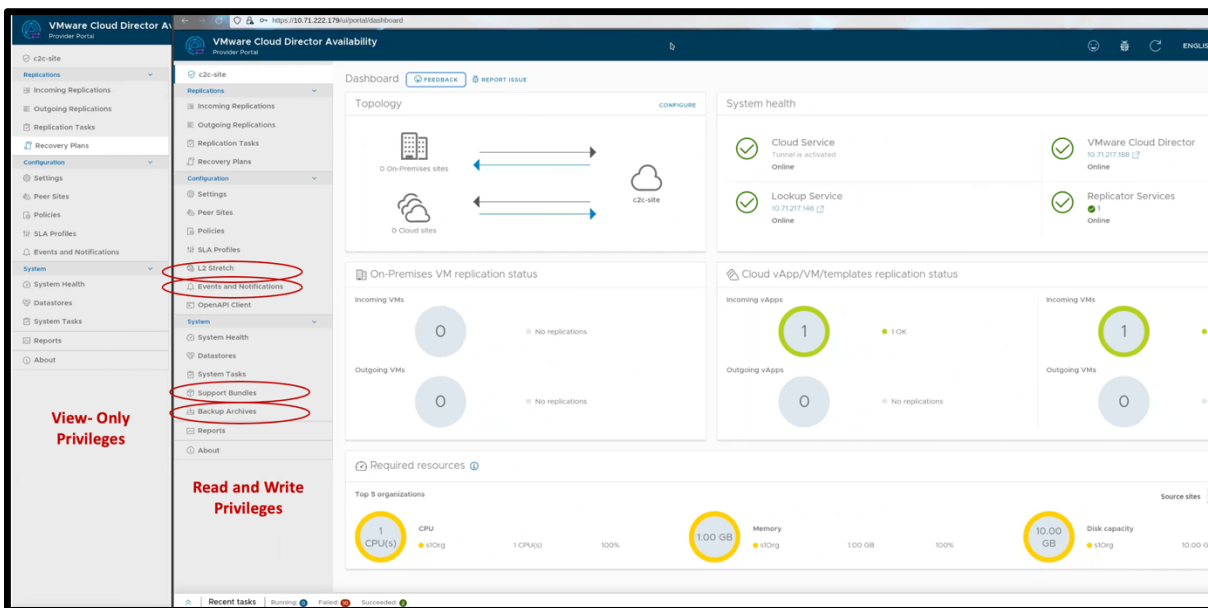 VMware Cloud Director Av
Provider Portal
c2c-site
Replications
Incoming Replications
Outgoing Replications
Replication Tasks
Recovery Plans
Configuration
Settings
Peer Sites
Policies
SLA Profiles
Events and Notifications
System
System Health
Datastores
System Tasks
Reports
About
View- Only
Privileges
https://10.71.222.179/ui/portal/dashboard
VMware Cloud Director Availability
Provider Portal
ENGLIS
c2c-site
Replications
Incoming Replications
Outgoing Replications
Replication Tasks
Recovery Plans
Configuration
Settings
Peer Sites
Policies
SLA Profiles
L2 Stretch
Events and Notifications
OpenAPI Client
System
System Health
Datastores
System Tasks
Support Bundles
Backup Archives
Reports
About
Read and Write
Privileges
Dashboard FEEDBACK REPORT ISSUE
Topology CONFIGURE
0 On-Premises sites
c2c-site
0 Cloud sites
System health
Cloud Service
Tunnel is activated
Online
VMware Cloud Director
10.71.217.188
Online
Lookup Service
10.71.217.146
Online
Replicator Services
1
Online
On-Premises VM replication status
Incoming VMs
0 No replications
Outgoing VMs
0 No replications
Cloud vApp/VM/templates replication status
Incoming vApps Incoming VMs
1 1 OK 1
Outgoing vApps Outgoing VMs
0 No replications 0
Required resources
Top 5 organizations Source sites
1 CPU(s) CPU
s1Org 1 CPU(s) 100%
1.00 GB Memory
s1Org 1.00 GB 100%
10.00 GB Disk capacity
s1Org 10.00 G
Recent tasks Running: 0 Failed: 10 Succeeded: 2